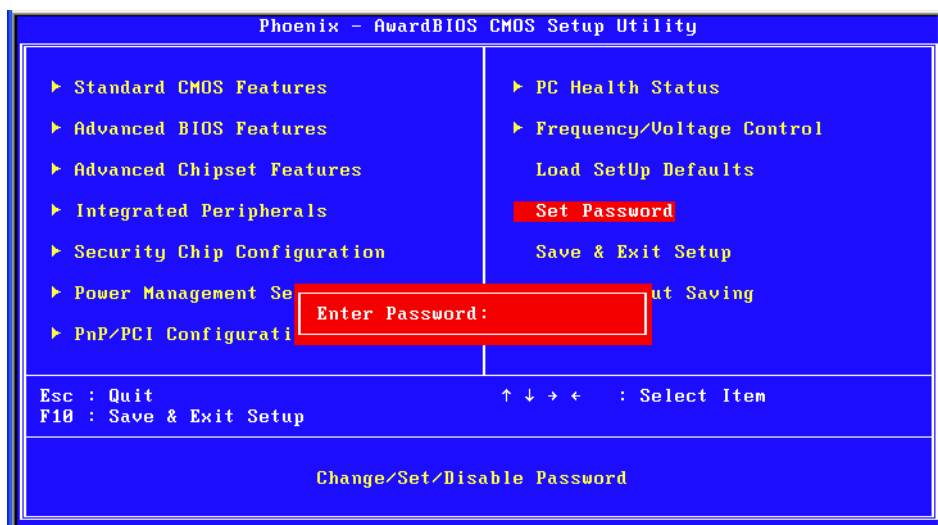 Phoenix - AwardBIOS CMOS Setup Utility
► Standard CMOS Features
► Advanced BIOS Features
► Advanced Chipset Features
► Integrated Peripherals
► Security Chip Configuration
► Power Management Se
► PnP/PCI Configurati
► PC Health Status
► Frequency/Voltage Control
Load SetUp Defaults
Set Password
Save & Exit Setup
ut Saving
Enter Password:
Esc : Quit
F10 : Save & Exit Setup
↑ ↓ → ← : Select Item
Change/Set/Disable Password